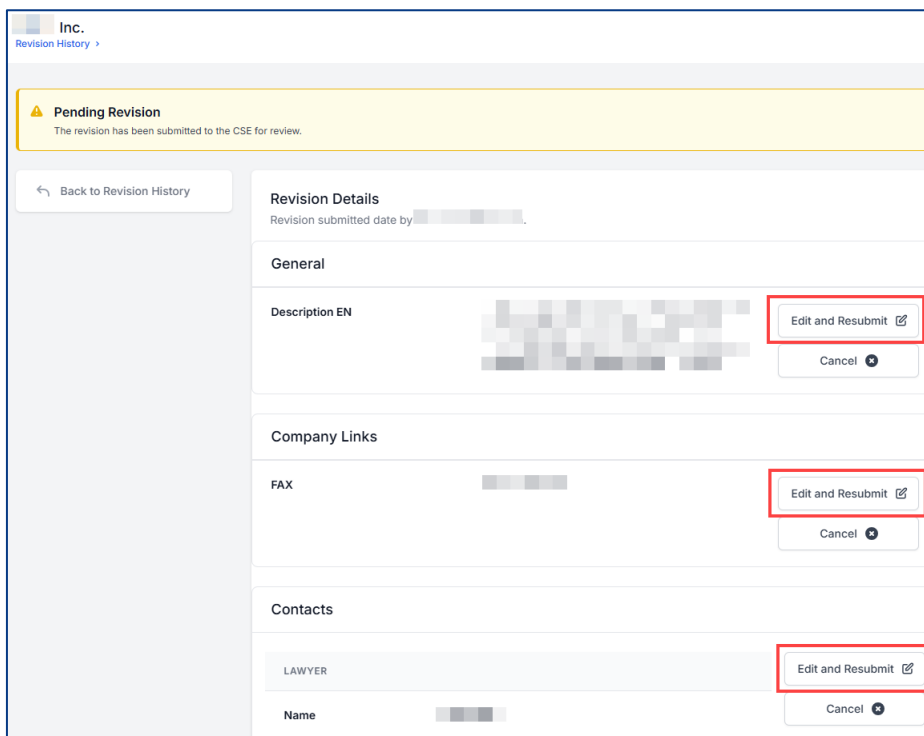 Inc.
Revision History >
Pending Revision
The revision has been submitted to the CSE for review.
Back to Revision History
Revision Details
Revision submitted date by .
General
Description EN
Edit and Resubmit
Cancel
Company Links
FAX
Edit and Resubmit
Cancel
Contacts
LAWYER
Edit and Resubmit
Name
Cancel